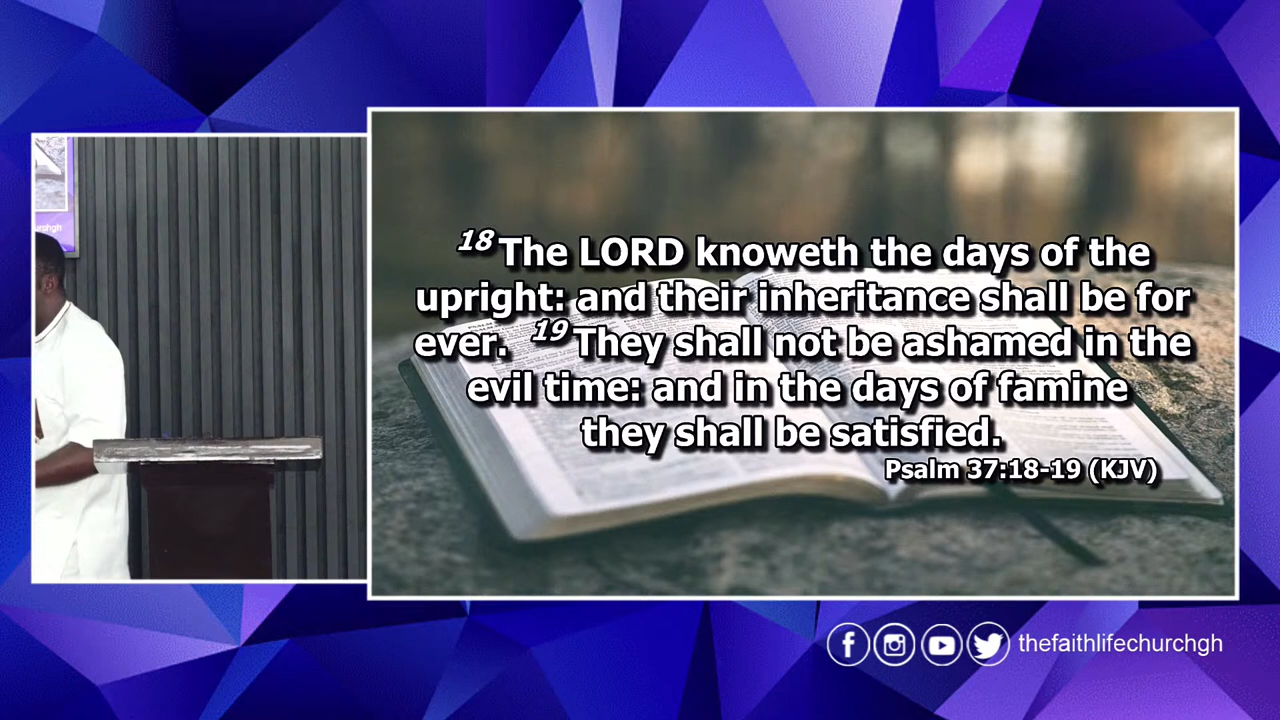 18 The LORD knoweth the days of the
upright: and their inheritance shall be for
ever. 19 They shall not be ashamed in the
evil time: and in the days of famine
they shall be satisfied.
Psalm 37:18-19 (KJV)
thefaithlifechurchgh